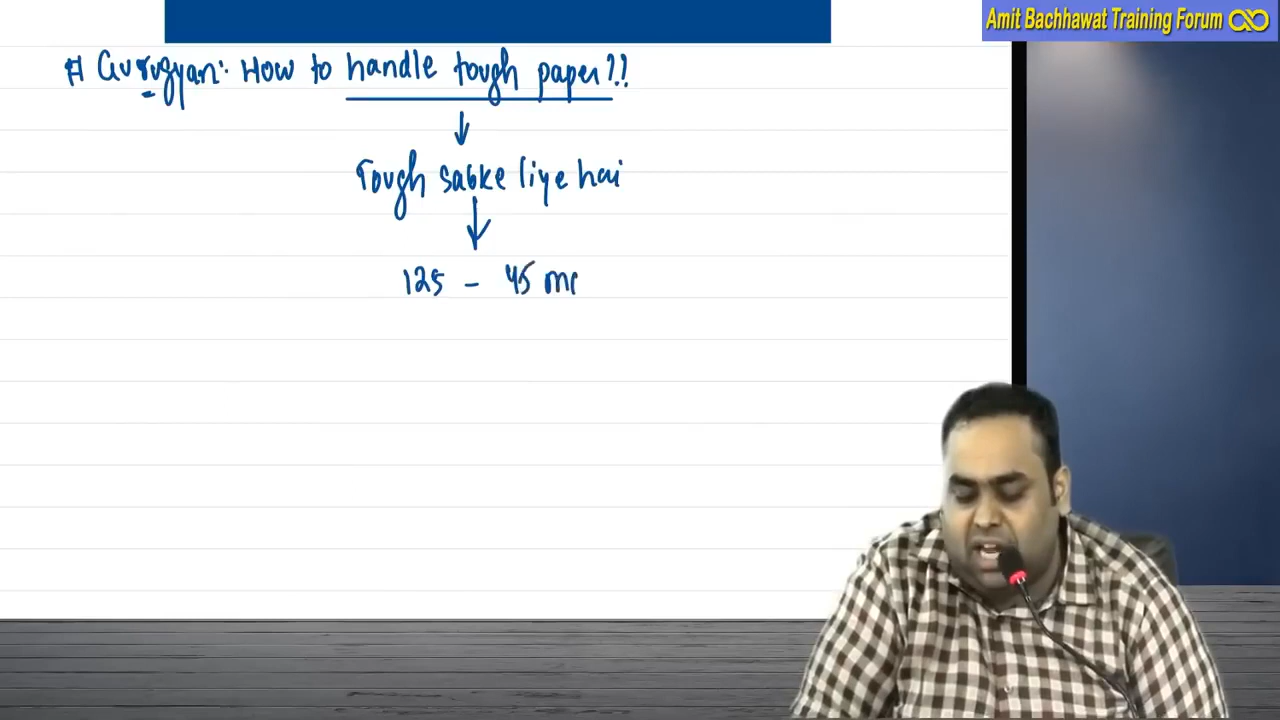 Amit Bachhawat Training Forum
# Gurugyan: How to handle tough paper??
Tough sabke liye hai
125 - 45 m